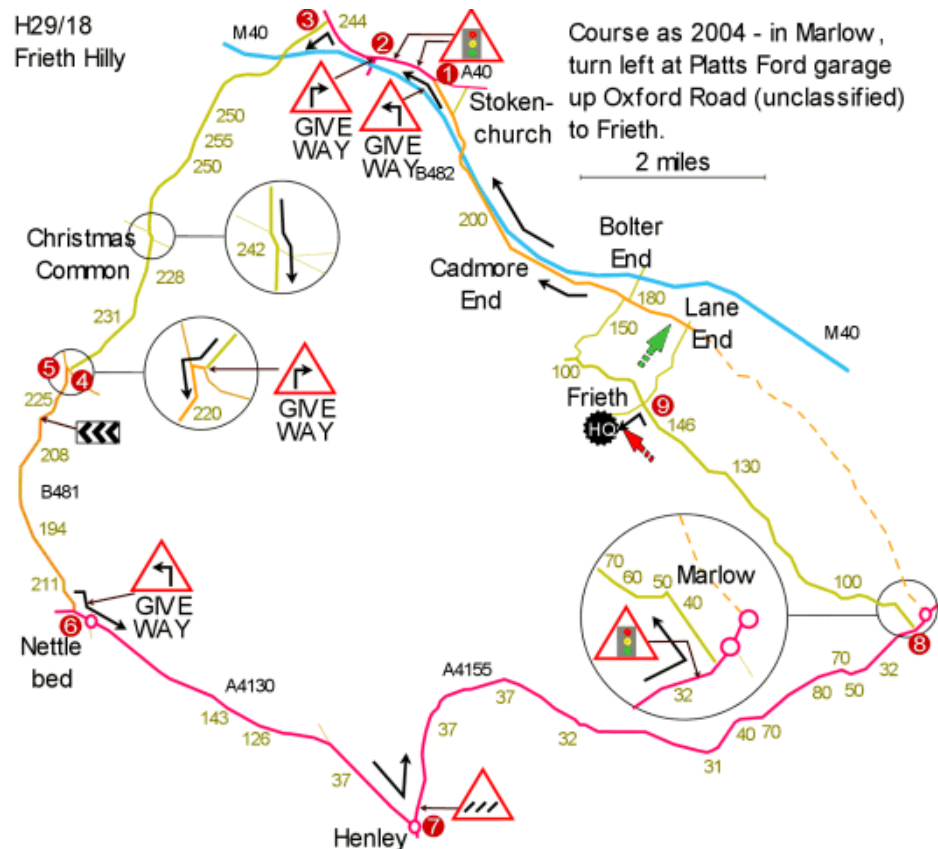 H29/18
Frieth Hilly
Course as 2004 - in Marlow,
turn left at Platts Ford garage
up Oxford Road (unclassified)
to Frieth.
2 miles
M40
3
244
2
1
A40
Stoken-
church
GIVE
WAY
GIVE
WAY
B482
250
255
250
200
Christmas
Common
242
228
231
Bolter
End
Cadmore
End
180
150
Lane
End
M40
5
4
225
220
GIVE
WAY
100
Frieth
9
HQ
146
208
B481
194
130
211
GIVE
WAY
6
Nettle
bed
70
60
50
40
Marlow
32
100
8
A4130
143
126
37
A4155
37
37
32
31
40
70
80
70
50
32
Henley
7